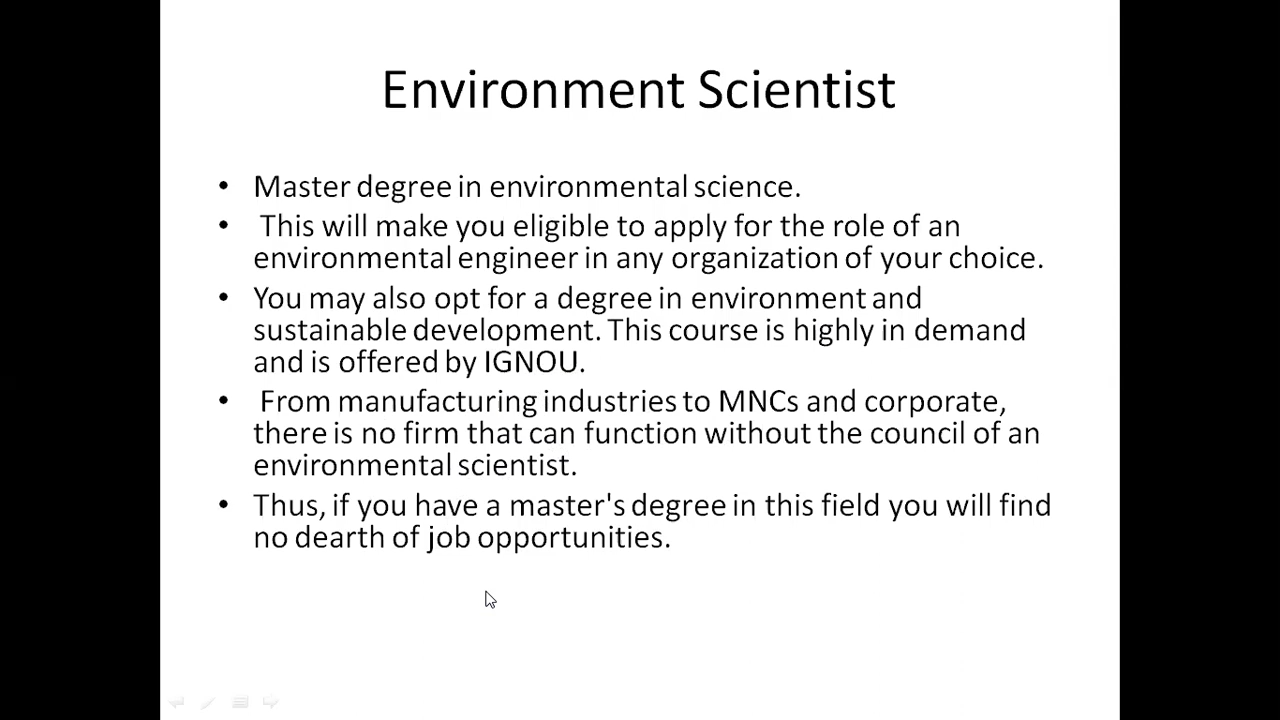 Environment Scientist
• Master degree in environmental science.
• This will make you eligible to apply for the role of an
environmental engineer in any organization of your choice.
• You may also opt for a degree in environment and
sustainable development. This course is highly in demand
and is offered by IGNOU.
• From manufacturing industries to MNCs and corporate,
there is no firm that can function without the council of an
environmental scientist.
• Thus, if you have a master's degree in this field you will find
no dearth of job opportunities.